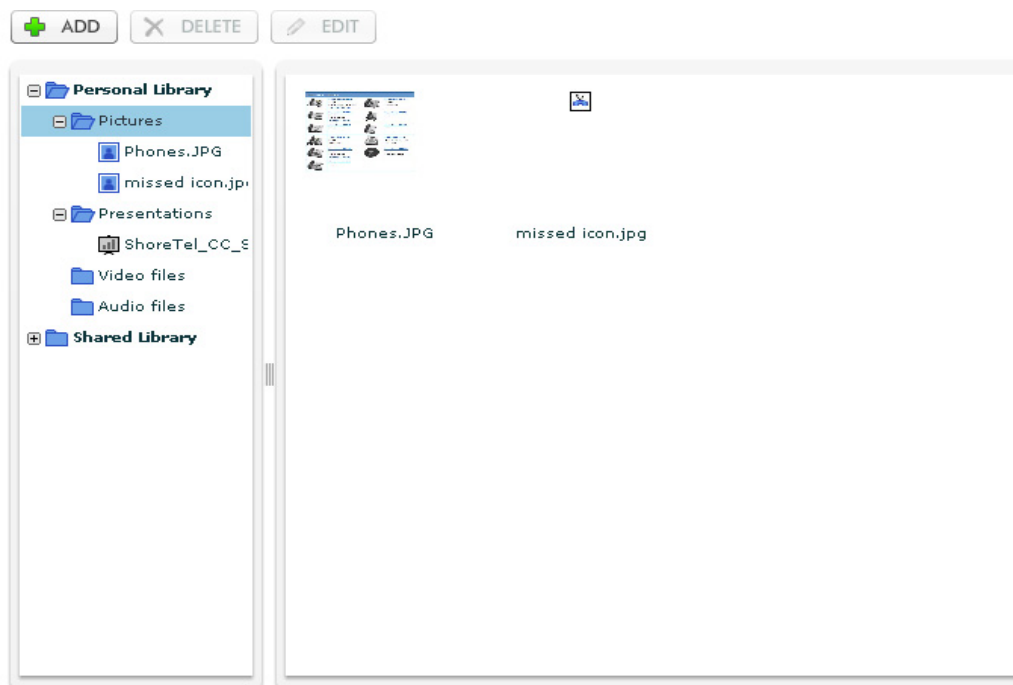 ADD DELETE EDIT
Personal Library
Pictures
Phones.JPG
missed icon.jp
Presentations
ShoreTel_CC_S
Video files
Audio files
Shared Library
Phones.JPG missed icon.jpg